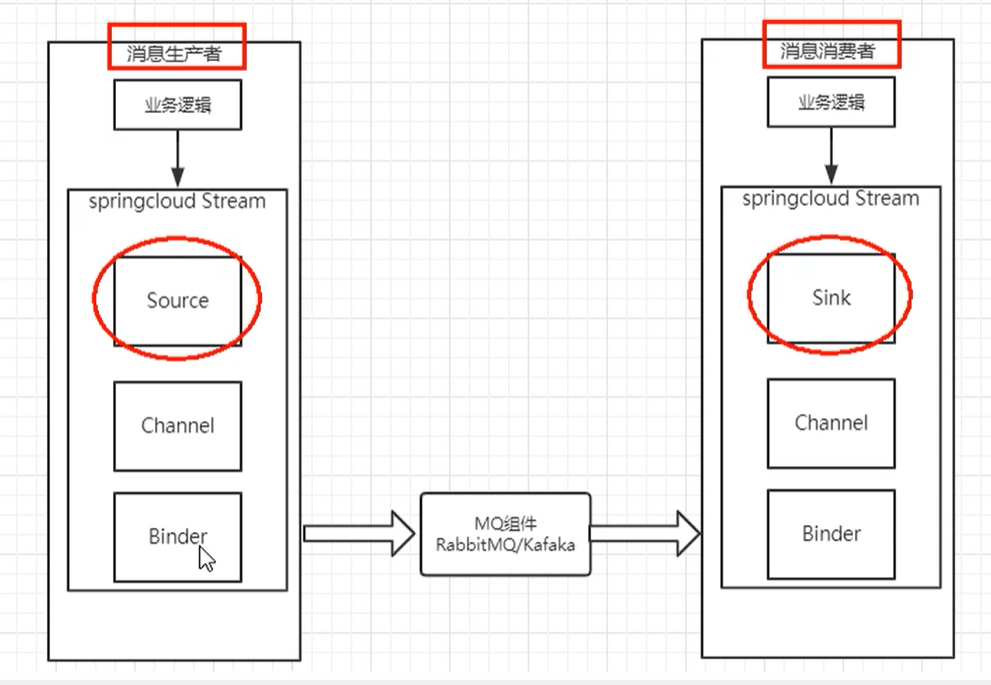 消息生产者
业务逻辑
springcloud Stream
Source
Channel
Binder
MQ组件
RabbitMQ/Kafaka
消息消费者
业务逻辑
springcloud Stream
Sink
Channel
Binder